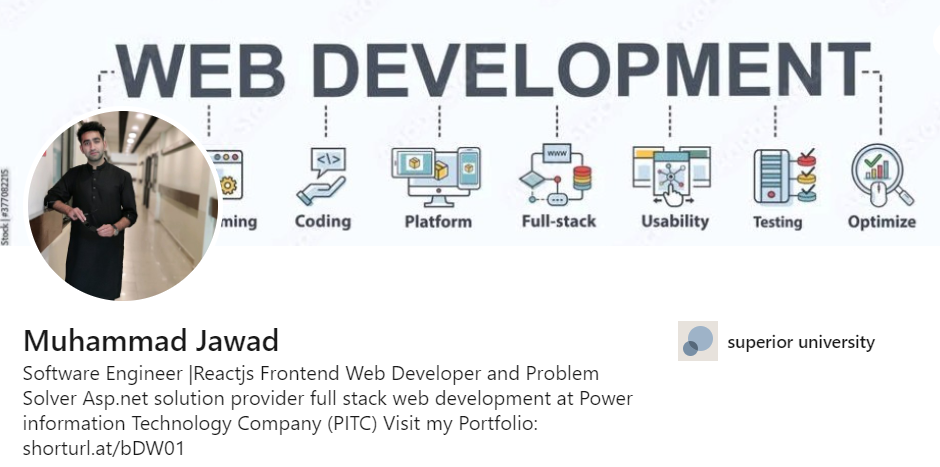 WEB DEVELOPMENT
Stock | #377082215
ming
Coding
Platform
WWW
Full-stack
Usability
Testing
Optimize
Muhammad Jawad
superior university
Software Engineer |Reactjs Frontend Web Developer and Problem
Solver Asp.net solution provider full stack web development at Power
information Technology Company (PITC) Visit my Portfolio:
shorturl.at/bDW01